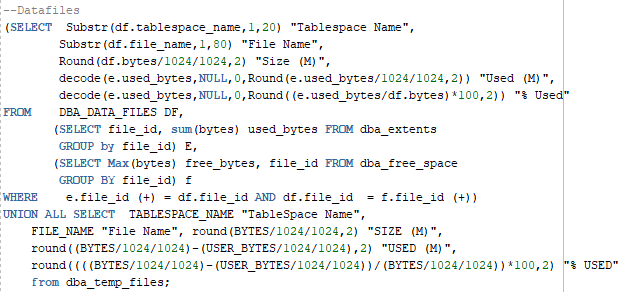 --Datafiles
(SELECT  Substr(df.tablespace_name,1,20) "Tablespace Name",
        Substr(df.file_name,1,80) "File Name",
        Round(df.bytes/1024/1024,2) "Size (M)",
        decode(e.used_bytes,NULL,0,Round(e.used_bytes/1024/1024,2)) "Used (M)",
        decode(e.used_bytes,NULL,0,Round((e.used_bytes/df.bytes)*100,2)) "% Used"
FROM    DBA_DATA_FILES DF,
       (SELECT file_id, sum(bytes) used_bytes FROM dba_extents
        GROUP by file_id) E,
       (SELECT Max(bytes) free_bytes, file_id FROM dba_free_space
        GROUP BY file_id) f
WHERE    e.file_id (+) = df.file_id AND df.file_id  = f.file_id (+))
UNION ALL SELECT  TABLESPACE_NAME "TableSpace Name",
    FILE_NAME "File Name", round(BYTES/1024/1024,2) "SIZE (M)",
    round((BYTES/1024/1024)-(USER_BYTES/1024/1024),2) "USED (M)",
    round((((BYTES/1024/1024)-(USER_BYTES/1024/1024))/(BYTES/1024/1024))*100,2) "% USED"
    from dba_temp_files;